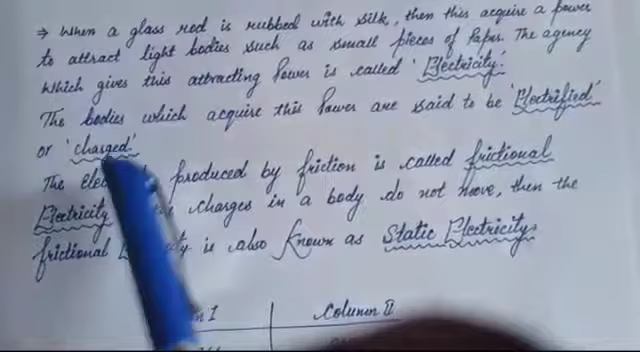 ⇒ When a glass rod is rubbed with silk, then this acquire a power
to attract light bodies such as small pieces of Paper. The agency
which gives this attracting Power is called 'Electricity'.
The bodies which acquire this Power are said to be 'Electrified'
or 'charged'
The produced by friction is called frictional
Electricity charges in a body do not move, then the
frictional is also known as Static Electricity
I Column II